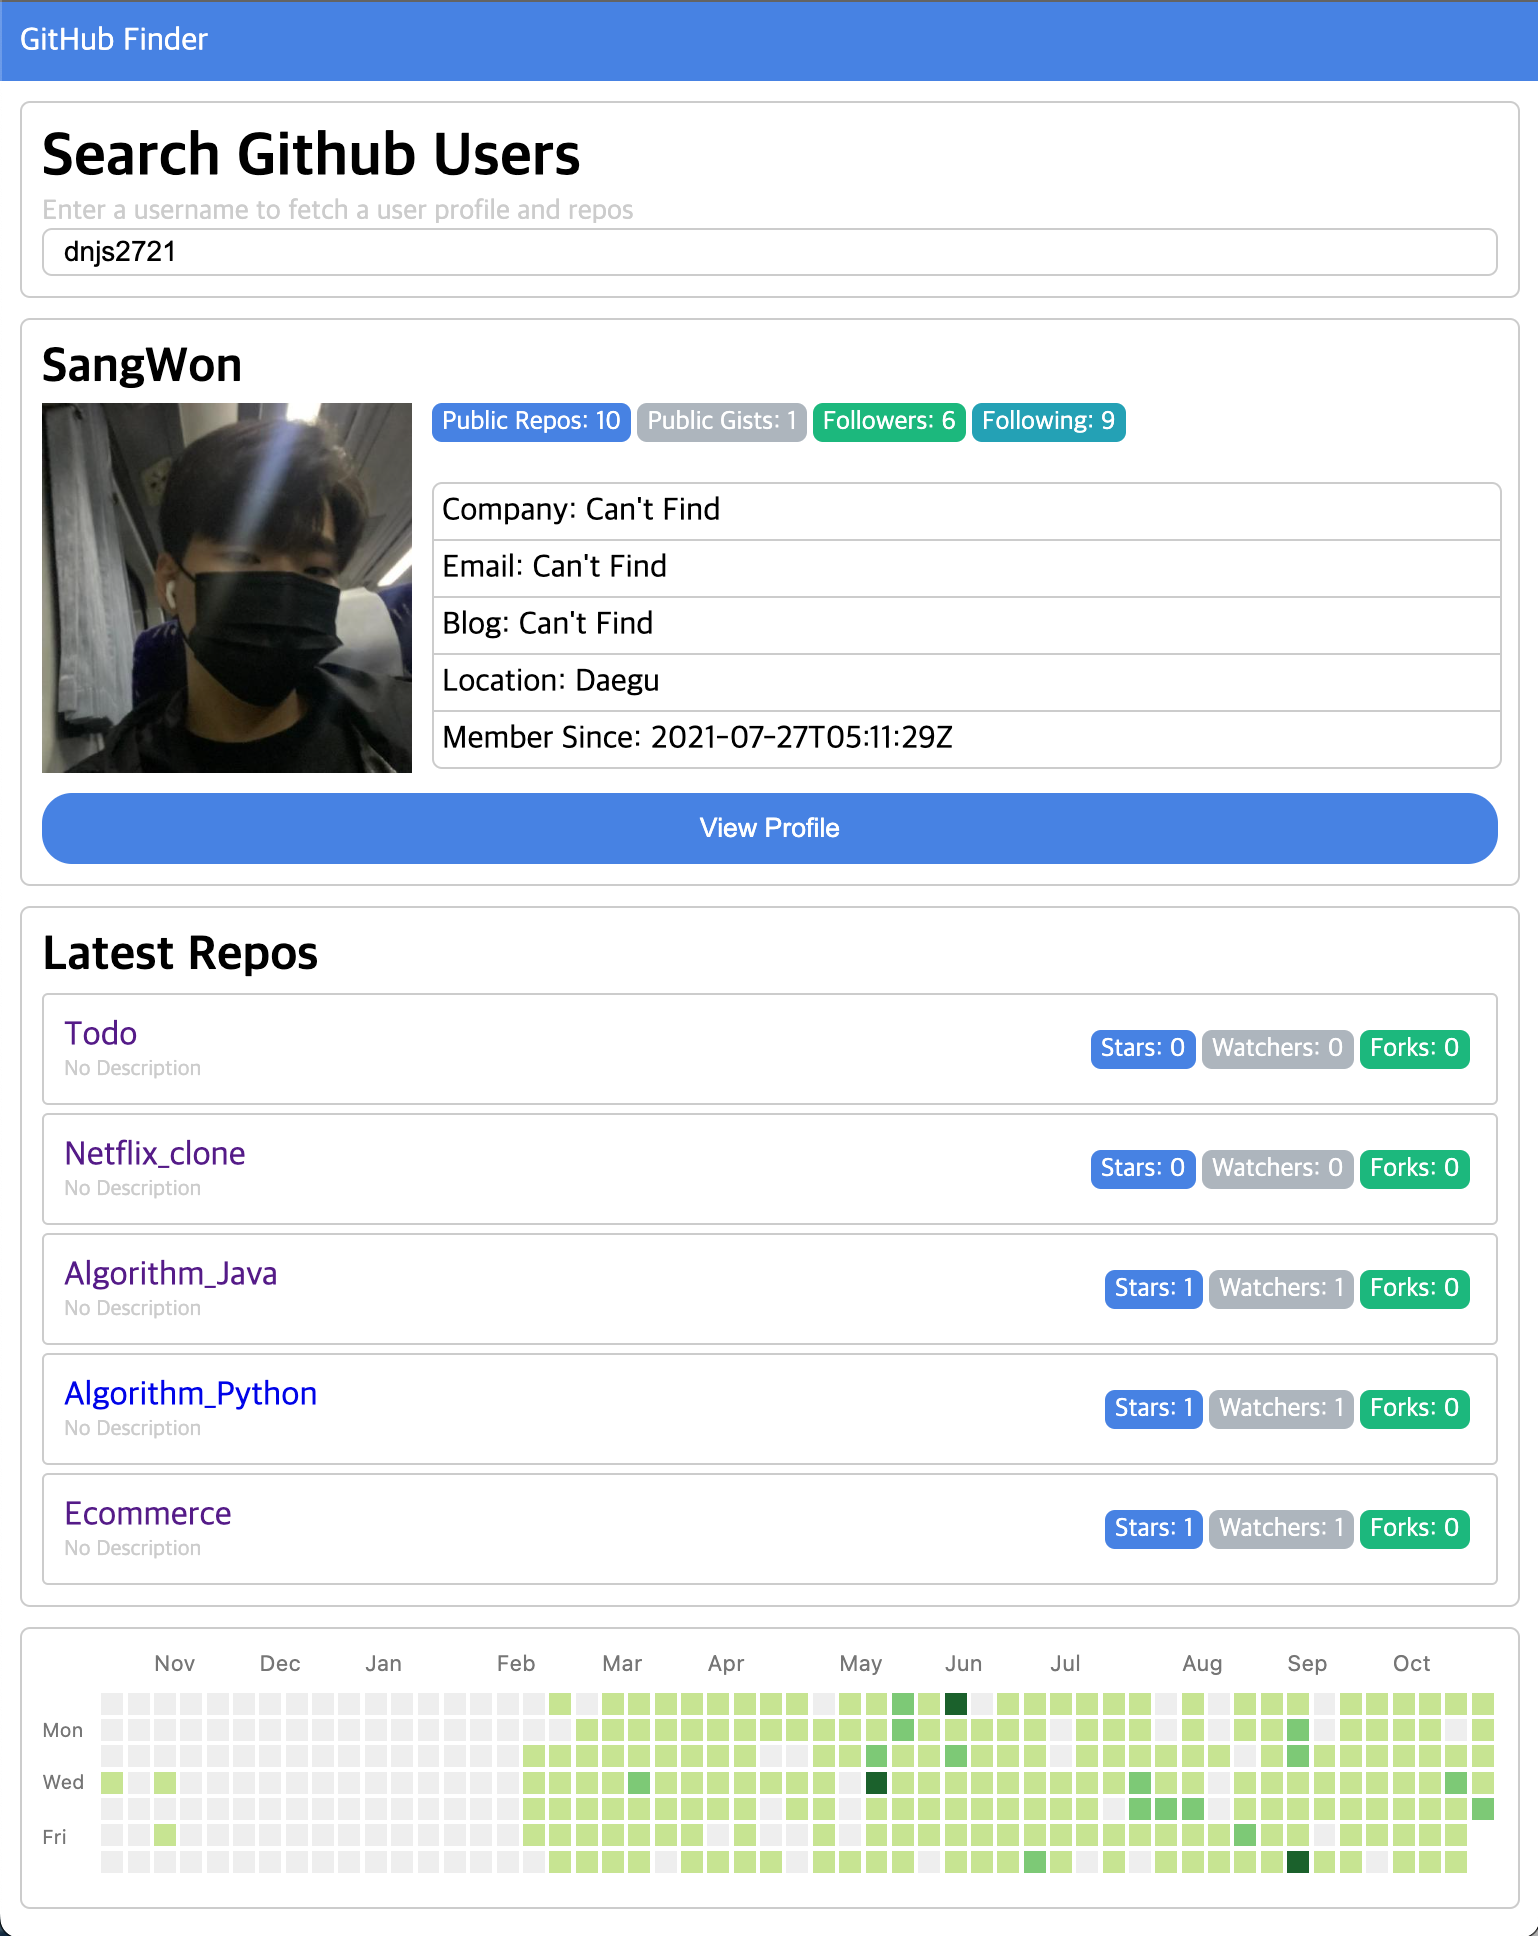 GitHub Finder
Search Github Users
Enter a username to fetch a user profile and repos
dnjs2721
SangWon
Public Repos: 10 Public Gists: 1 Followers: 6 Following: 9
Company: Can't Find
Email: Can't Find
Blog: Can't Find
Location: Daegu
Member Since: 2021-07-27T05:11:29Z
View Profile
Latest Repos
Todo
No Description
Stars: 0 Watchers: 0 Forks: 0
Netflix_clone
No Description
Stars: 0 Watchers: 0 Forks: 0
Algorithm_Java
No Description
Stars: 1 Watchers: 1 Forks: 0
Algorithm_Python
No Description
Stars: 1 Watchers: 1 Forks: 0
Ecommerce
No Description
Stars: 1 Watchers: 1 Forks: 0
Nov Dec Jan Feb Mar Apr May Jun Jul Aug Sep Oct
Mon
Wed
Fri